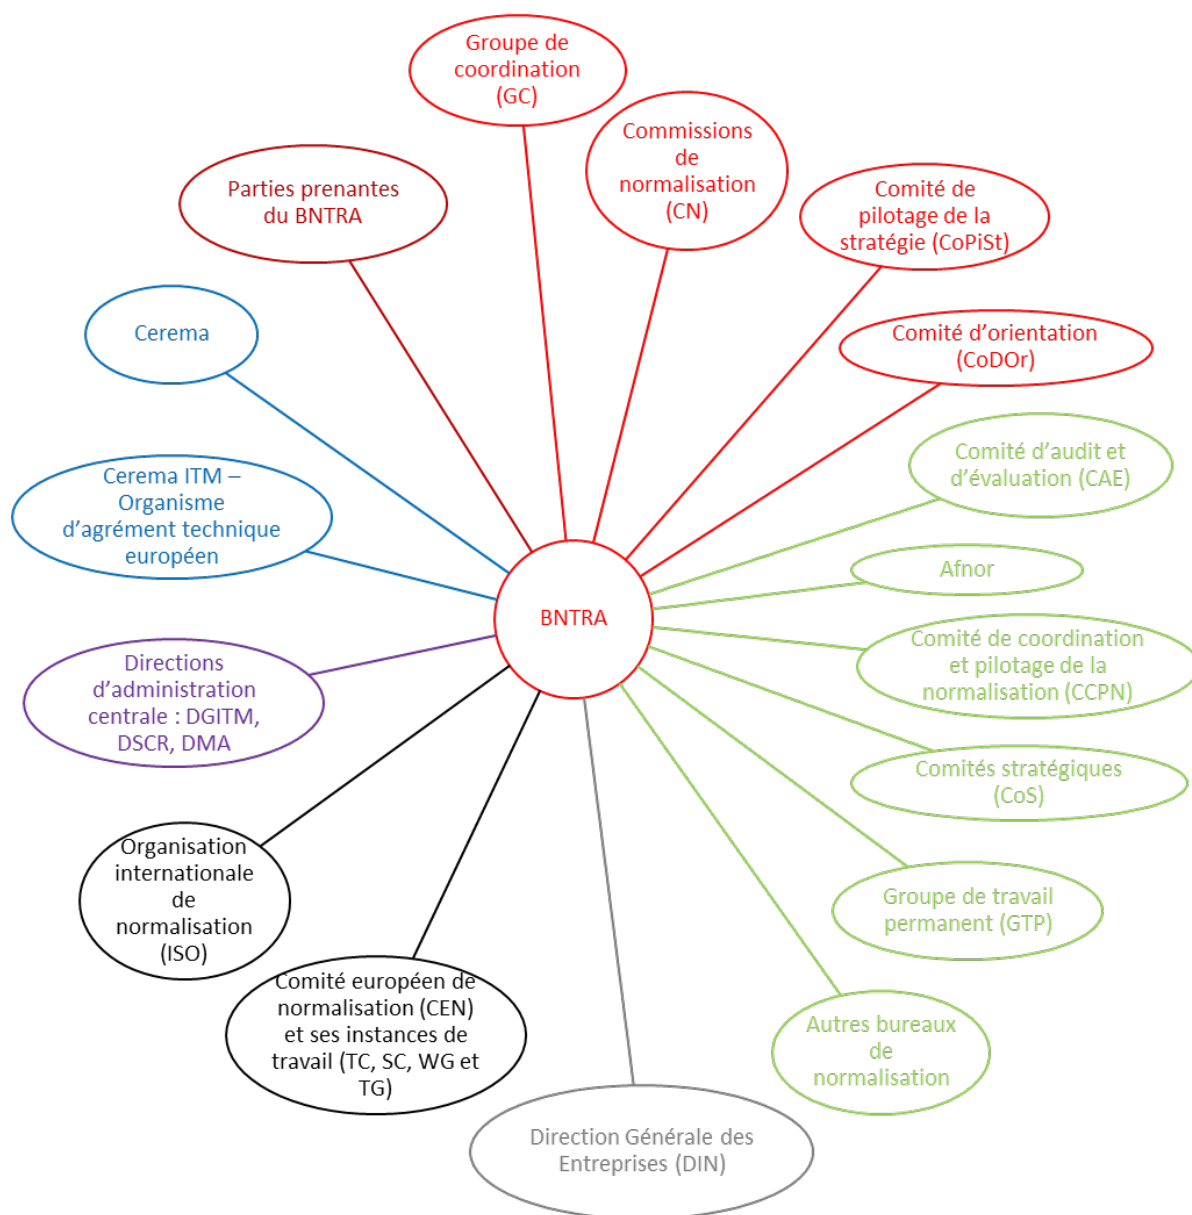 Groupe de
coordination
(GC)
Commissions
de
normalisation
(CN)
Parties prenantes
du BNTRA
Comité de
pilotage de la
stratégie (CoPiSt)
Cerema
Comité d’orientation
(CoDOr)
Comité d’audit et
d’évaluation (CAE)
Cerema ITM –
Organisme
d’agrément technique
européen
Afnor
BNTRA
Comité de coordination
et pilotage de la
normalisation (CCPN)
Directions
d’administration
centrale : DGITM,
DSCR, DMA
Comités stratégiques
(CoS)
Organisation
internationale
de
normalisation
(ISO)
Groupe de travail
permanent (GTP)
Comité européen de
normalisation (CEN)
et ses instances de
travail (TC, SC, WG et
TG)
Autres bureaux
de
normalisation
Direction Générale des
Entreprises (DIN)